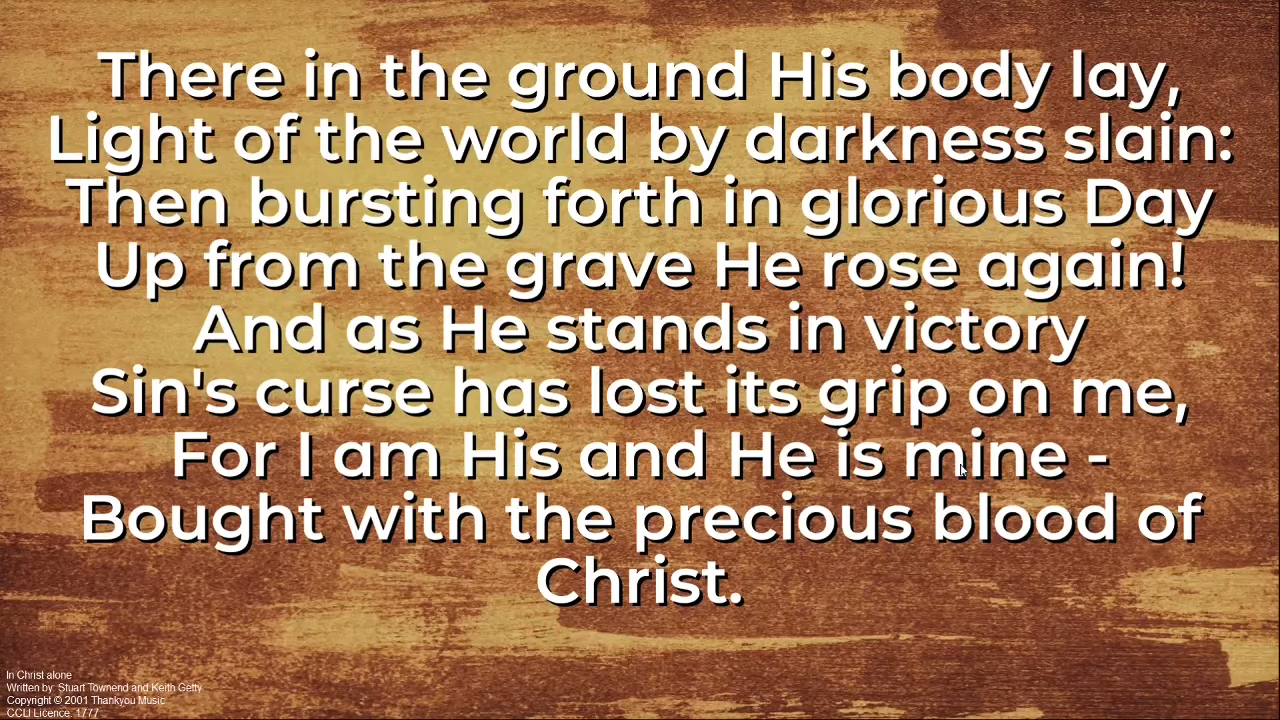 There in the ground His body lay,
Light of the world by darkness slain:
Then bursting forth in glorious Day
Up from the grave He rose again!
And as He stands in victory
Sin's curse has lost its grip on me,
For I am His and He is mine -
Bought with the precious blood of
Christ.
In Christ alone
Written by: Stuart Townend and Keith Getty
Copyright © 2001 Thankyou Music
CCLI Licence: 1777